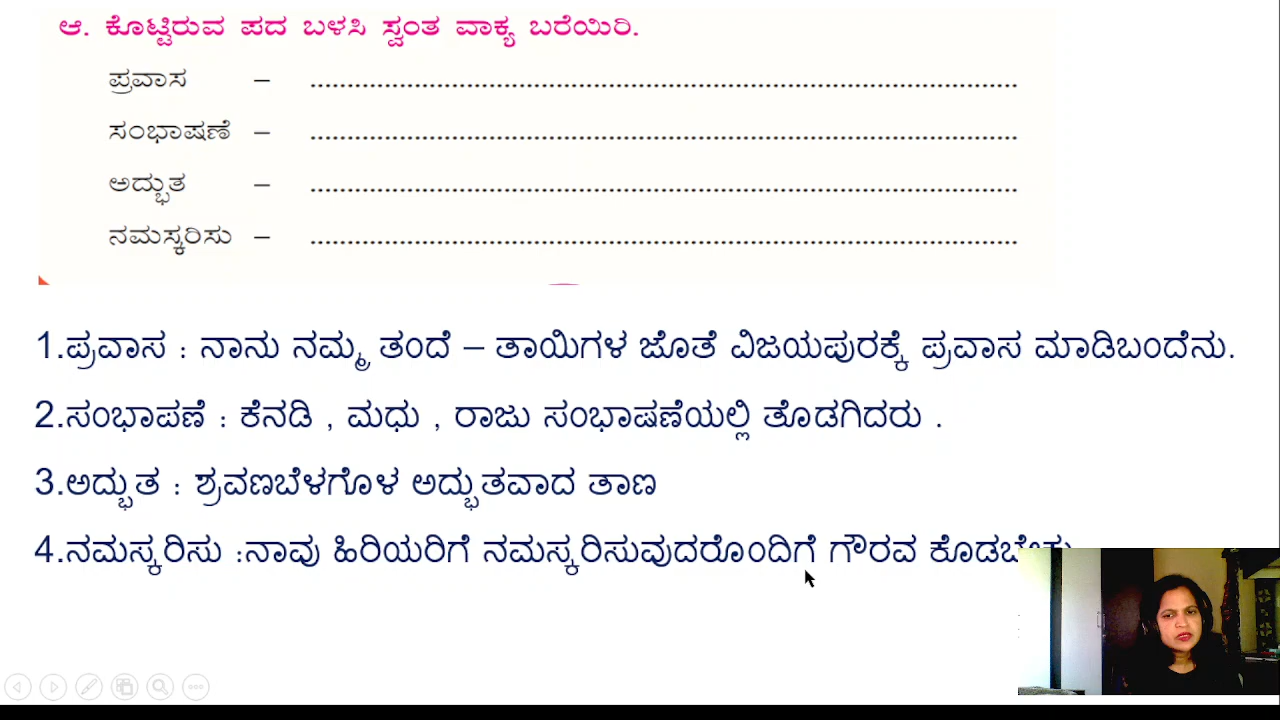 ಆ. ಕೊಟ್ಟಿರುವ ಪದ ಬಳಸಿ ಸ್ವಂತ ವಾಕ್ಯ ಬರೆಯಿರಿ.
ಪ್ರವಾಸ – ................................................................................................
ಸಂಭಾಷಣೆ – ................................................................................................
ಅದ್ಭುತ – ................................................................................................
ನಮಸ್ಕರಿಸು – ................................................................................................
1.ಪ್ರವಾಸ : ನಾನು ನಮ್ಮ ತಂದೆ – ತಾಯಿಗಳ ಜೊತೆ ವಿಜಯಪುರಕ್ಕೆ ಪ್ರವಾಸ ಮಾಡಿಬಂದೆನು.
2.ಸಂಭಾಪಣೆ : ಕೆನಡಿ , ಮಧು , ರಾಜು ಸಂಭಾಷಣೆಯಲ್ಲಿ ತೊಡಗಿದರು .
3.ಅದ್ಭುತ : ಶ್ರವಣಬೆಳಗೊಳ ಅದ್ಭುತವಾದ ತಾಣ
4.ನಮಸ್ಕರಿಸು :ನಾವು ಹಿರಿಯರಿಗೆ ನಮಸ್ಕರಿಸುವುದರೊಂದಿಗೆ ಗೌರವ